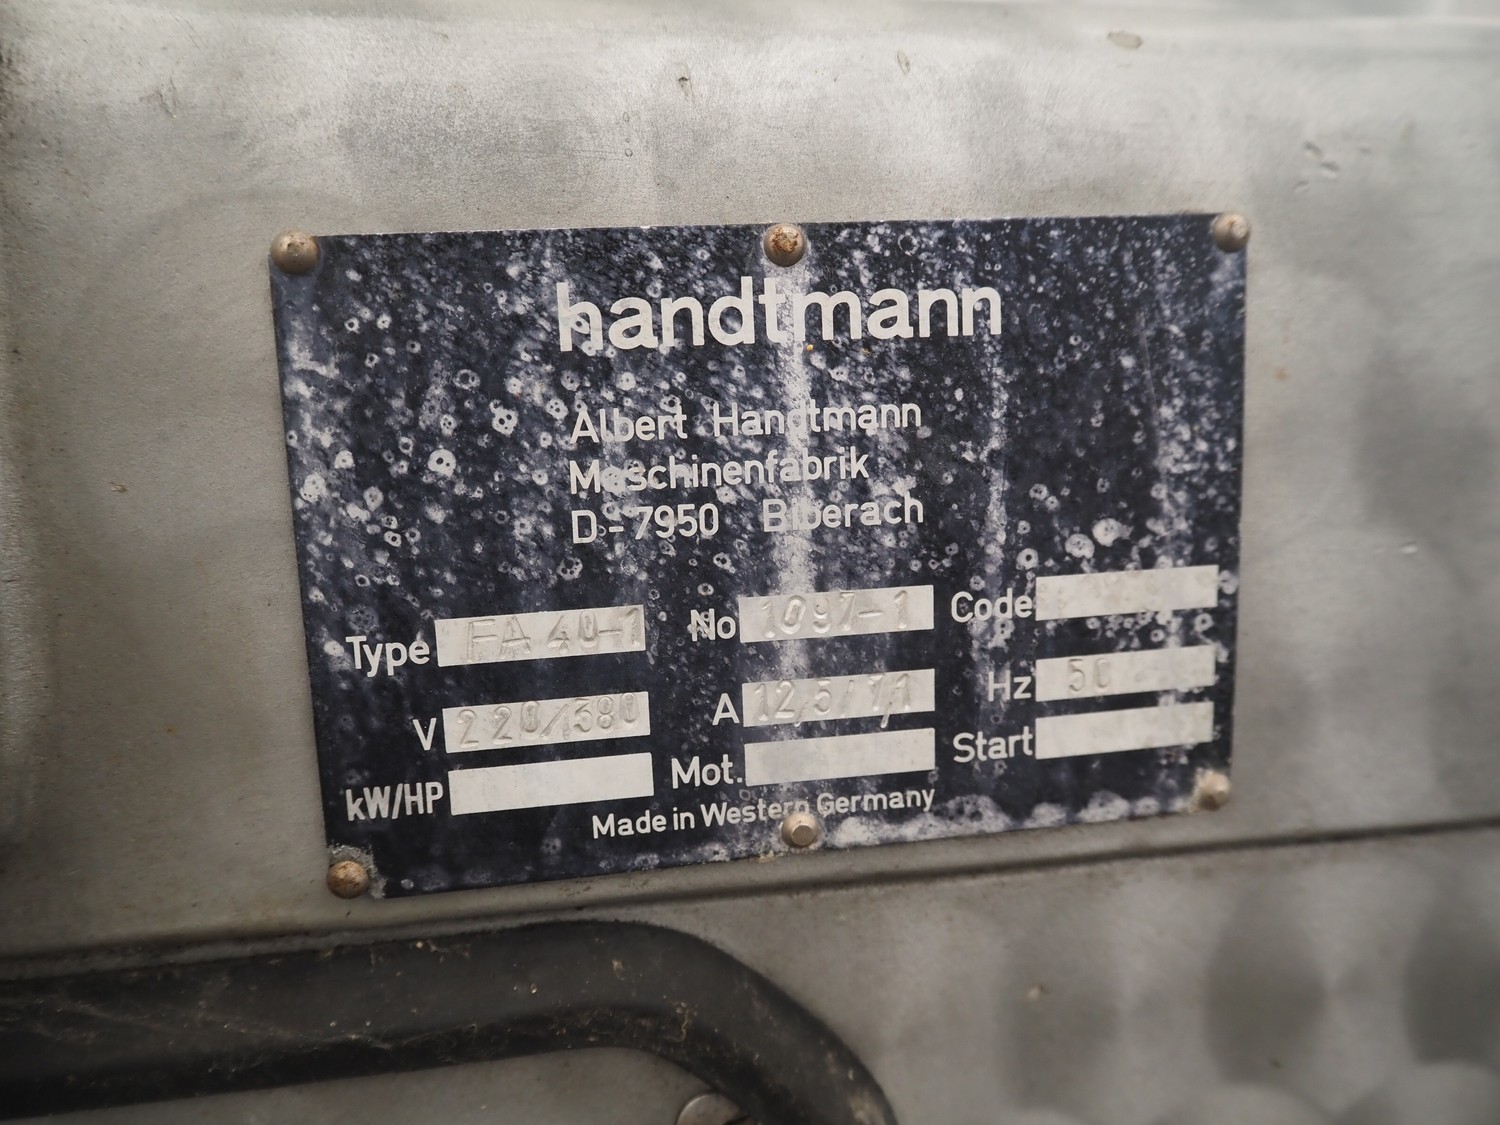 handtmann
Albert Handtmann
Maschinenfabrik
D-7950 Biberach
Type FA 40-1 No 1097-1 Code
V 220/380 A 12,5/7,1 Hz 50
kW/HP Mot. Start
Made in Western Germany